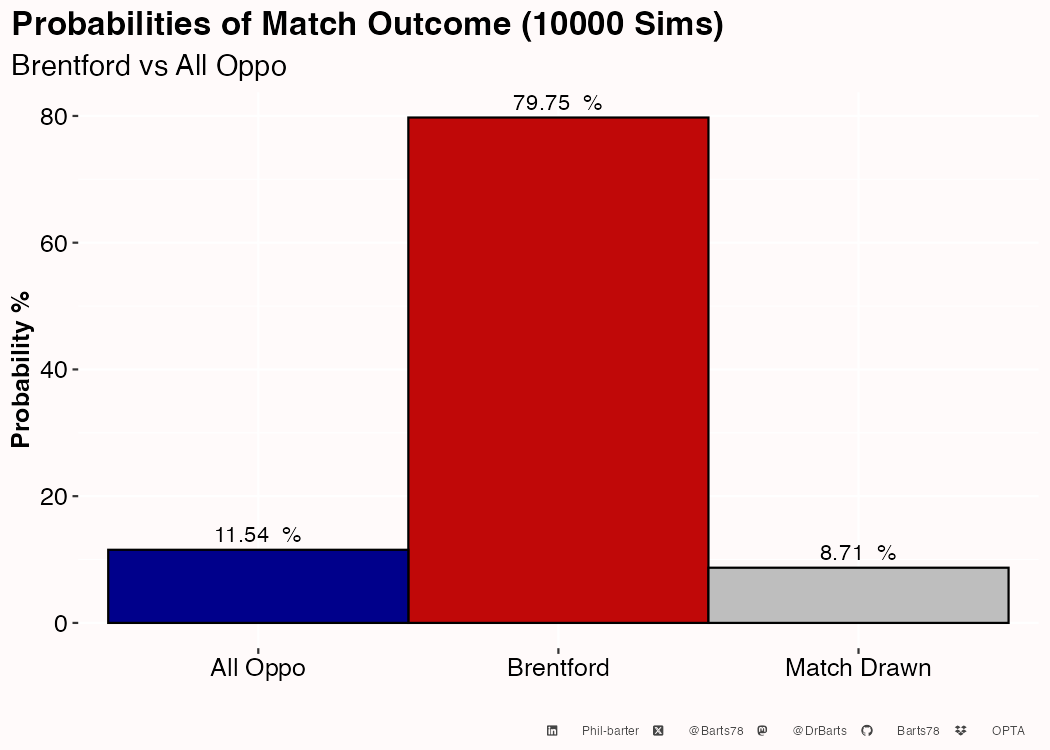 Probabilities of Match Outcome (10000 Sims)
Brentford vs All Oppo
79.75 %
80
60
Probability %
40
20
11.54 %
8.71 %
0
All Oppo Brentford Match Drawn
Phil-barter @Barts78 @DrBarts Barts78 OPTA